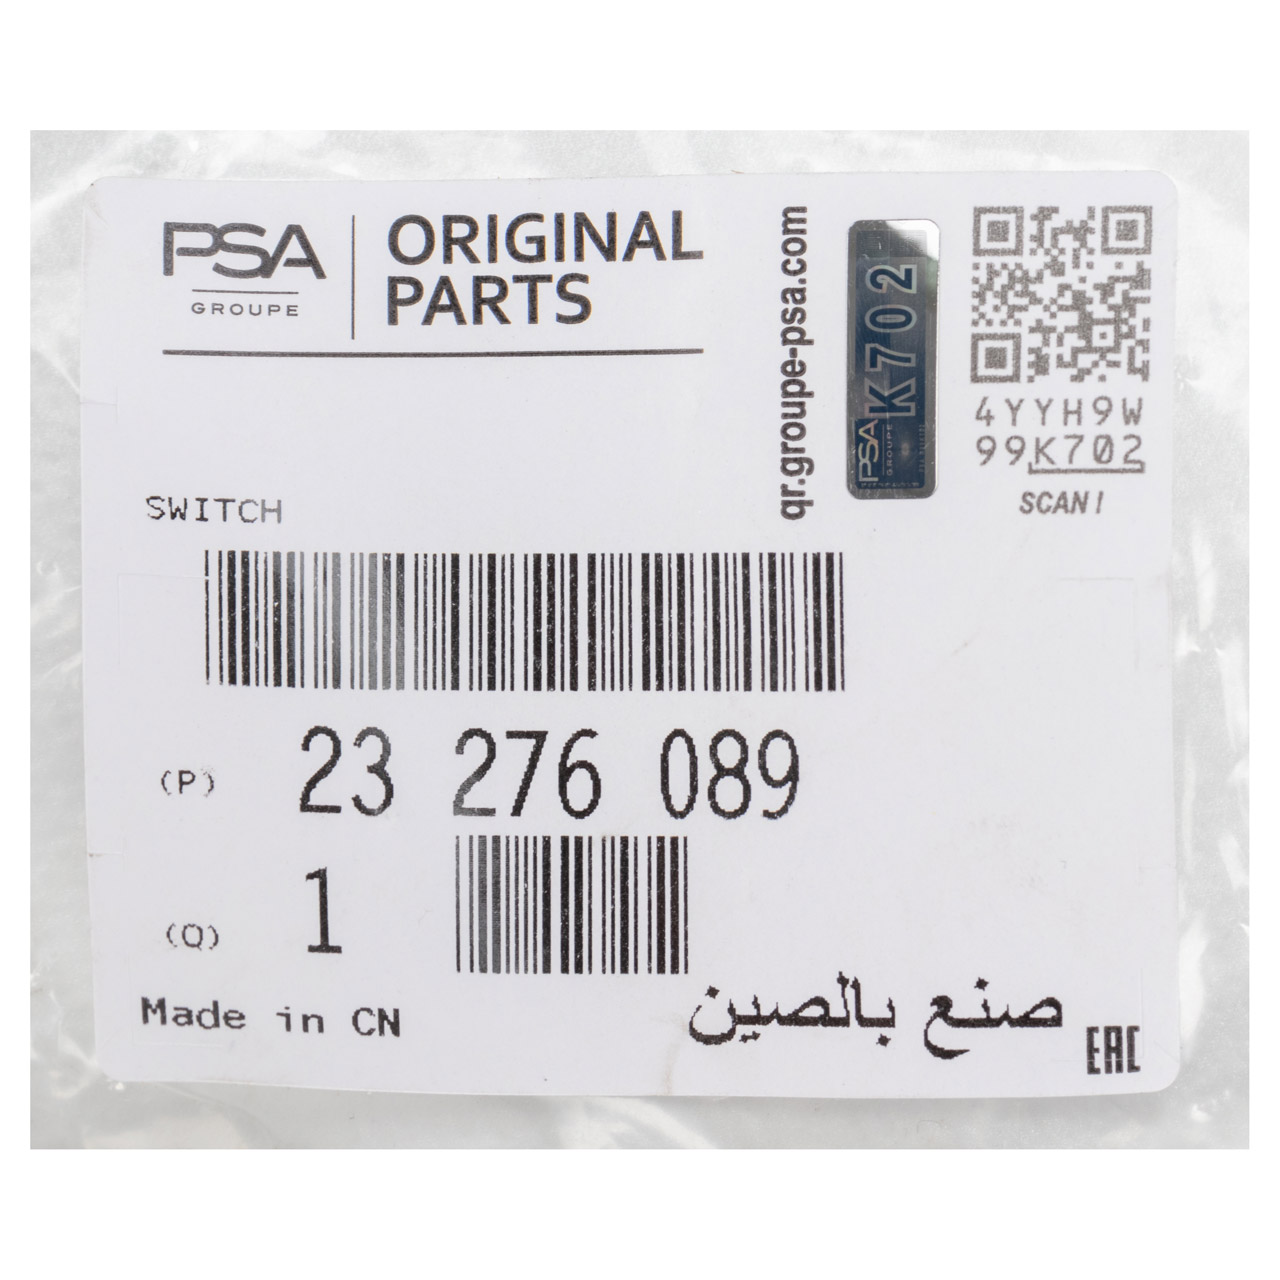 PSA
GROUPE
ORIGINAL
PARTS
qr.groupe-psa.com
K702
PSA
GROUPE
4YYH9W
99K702
SCAN!
SWITCH
(P) 23 276 089
(Q) 1
Made in CN
صنع بالصين
EAC